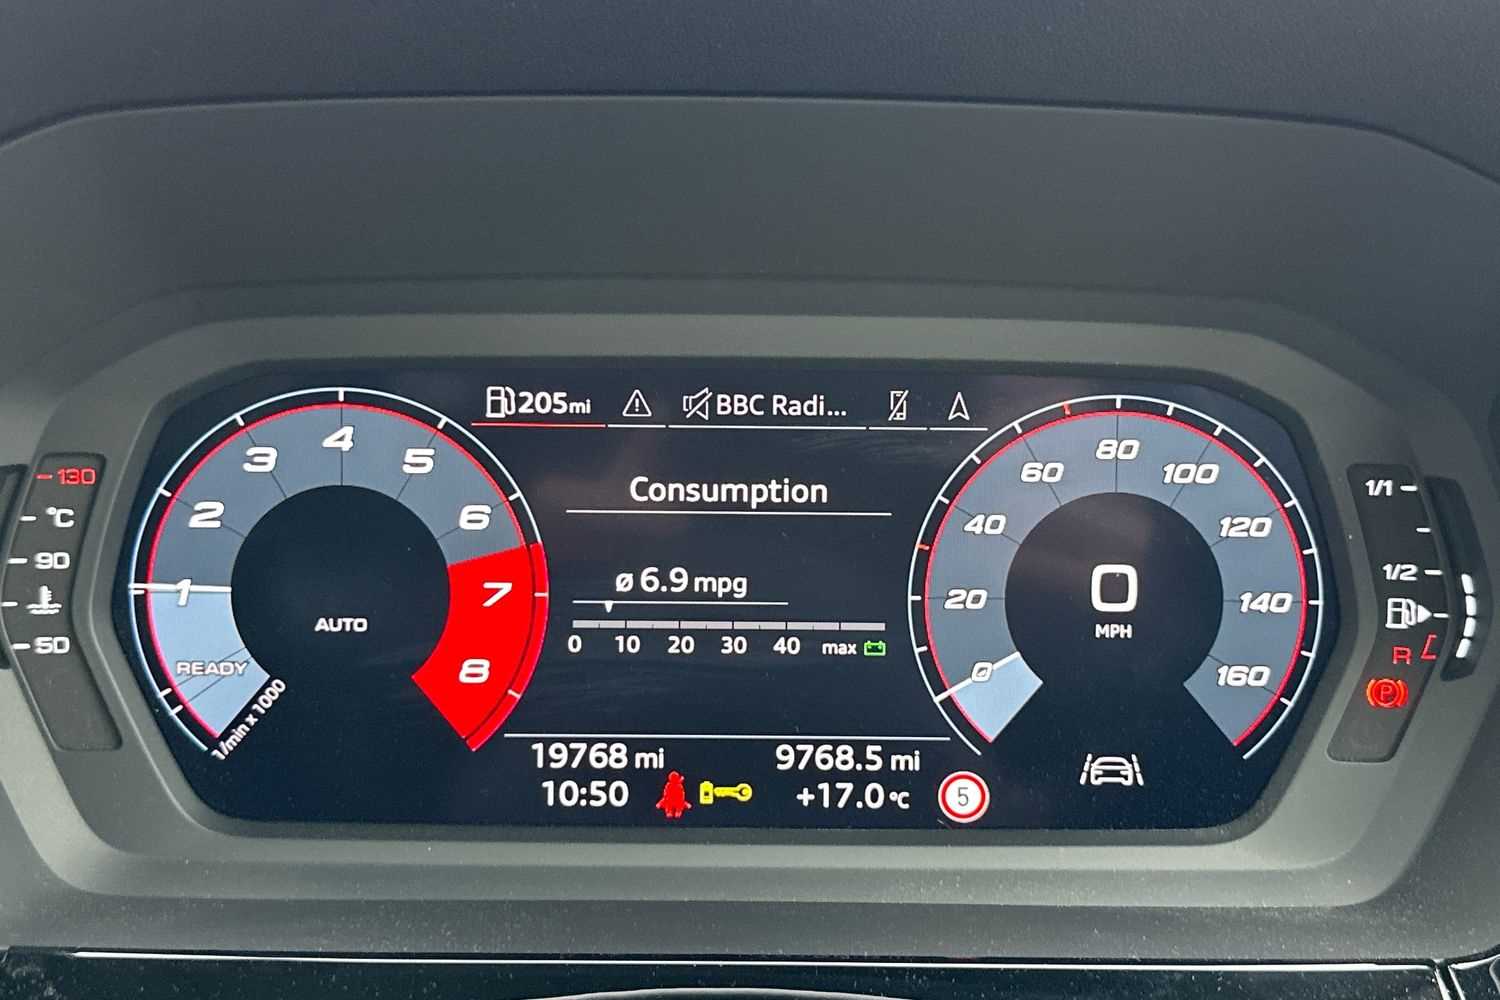 205mi BBC Radi...
Consumption
ø 6.9 mpg
0 10 20 30 40 max
19768 mi 9768.5 mi
10:50 +17.0°C 5
1 2 3 4 5 6 7 8
READY
1/min x 1000
AUTO
0 20 40 60 80 100 120 140 160
0
MPH
130
°C
90
50
1/1
1/2
R
P